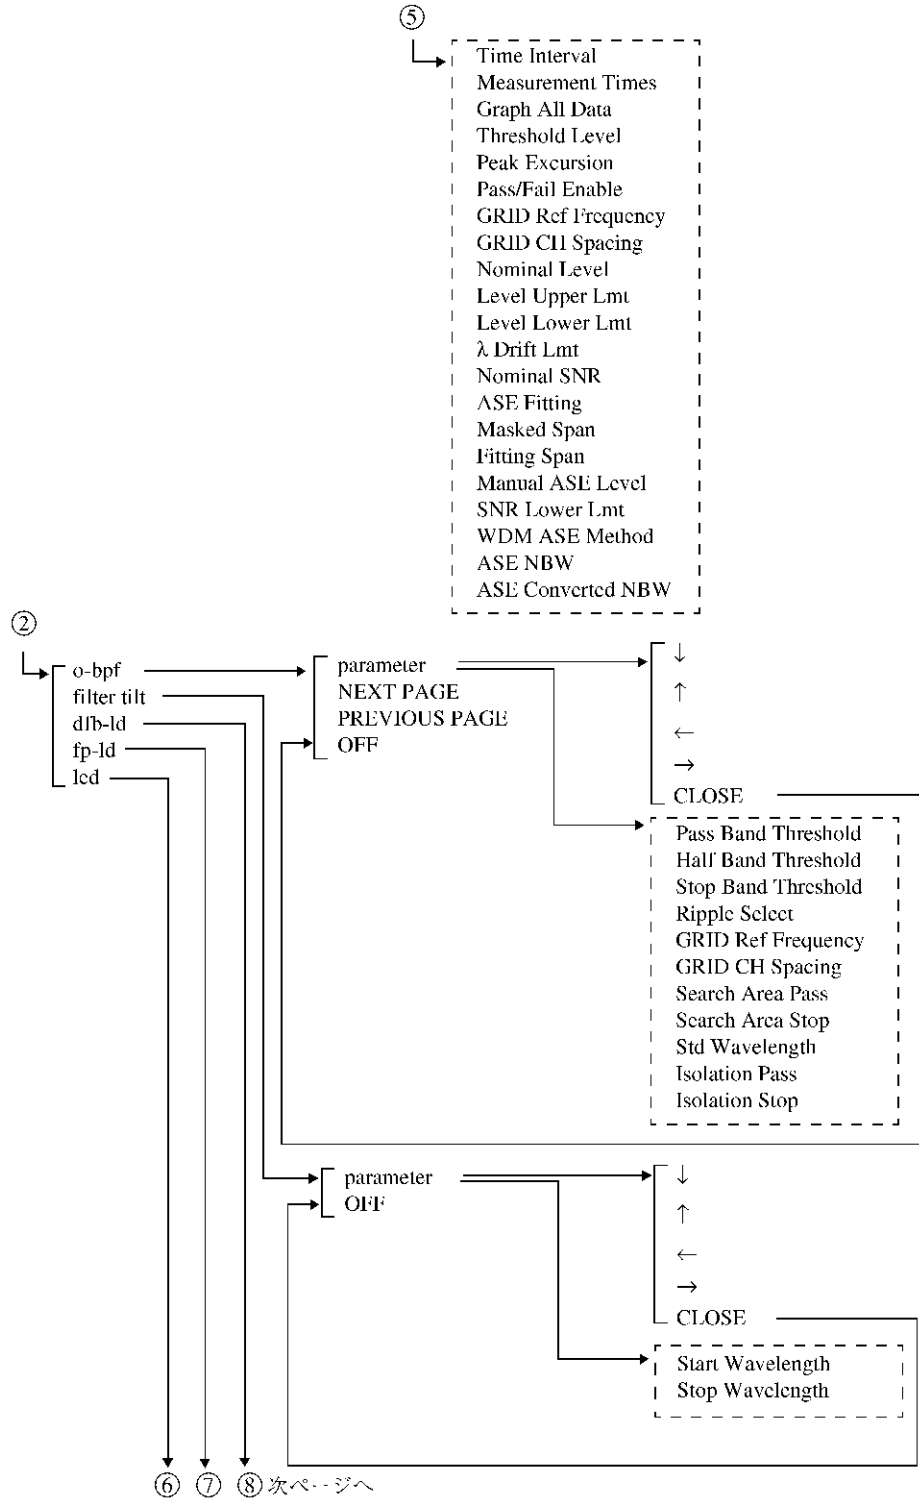 ⑤
Time Interval
Measurement Times
Graph All Data
Threshold Level
Peak Excursion
Pass/Fail Enable
GRID Ref Frequency
GRID CH Spacing
Nominal Level
Level Upper Lmt
Level Lower Lmt
λ Drift Lmt
Nominal SNR
ASE Fitting
Masked Span
Fitting Span
Manual ASE Level
SNR Lower Lmt
WDM ASE Method
ASE NBW
ASE Converted NBW
②
o-bpf
filter tilt
dfb-ld
fp-ld
led
parameter
NEXT PAGE
PREVIOUS PAGE
OFF
↓
↑
←
→
CLOSE
Pass Band Threshold
Half Band Threshold
Stop Band Threshold
Ripple Select
GRID Ref Frequency
GRID CH Spacing
Search Area Pass
Search Area Stop
Std Wavelength
Isolation Pass
Isolation Stop
parameter
OFF
↓
↑
←
→
CLOSE
Start Wavelength
Stop Wavelength
⑥ ⑦ ⑧ 次ページへ